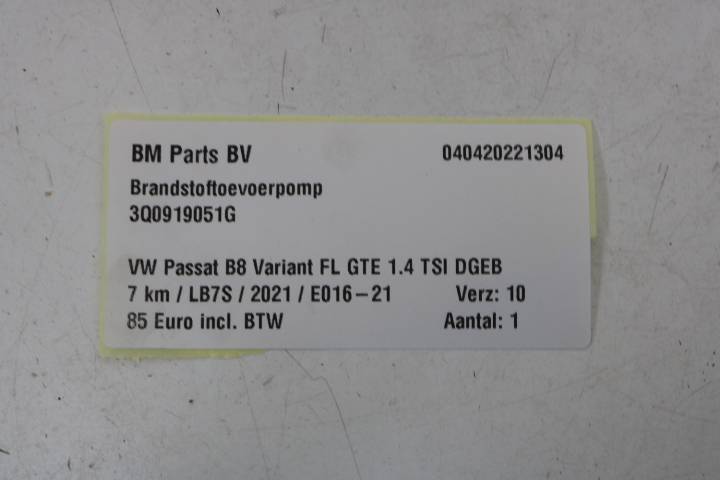 BM Parts BV 040420221304
Brandstoftoevoerpomp
3Q0919051G
VW Passat B8 Variant FL GTE 1.4 TSI DGEB
7 km / LB7S / 2021 / E016-21 Verz: 10
85 Euro incl. BTW Aantal: 1